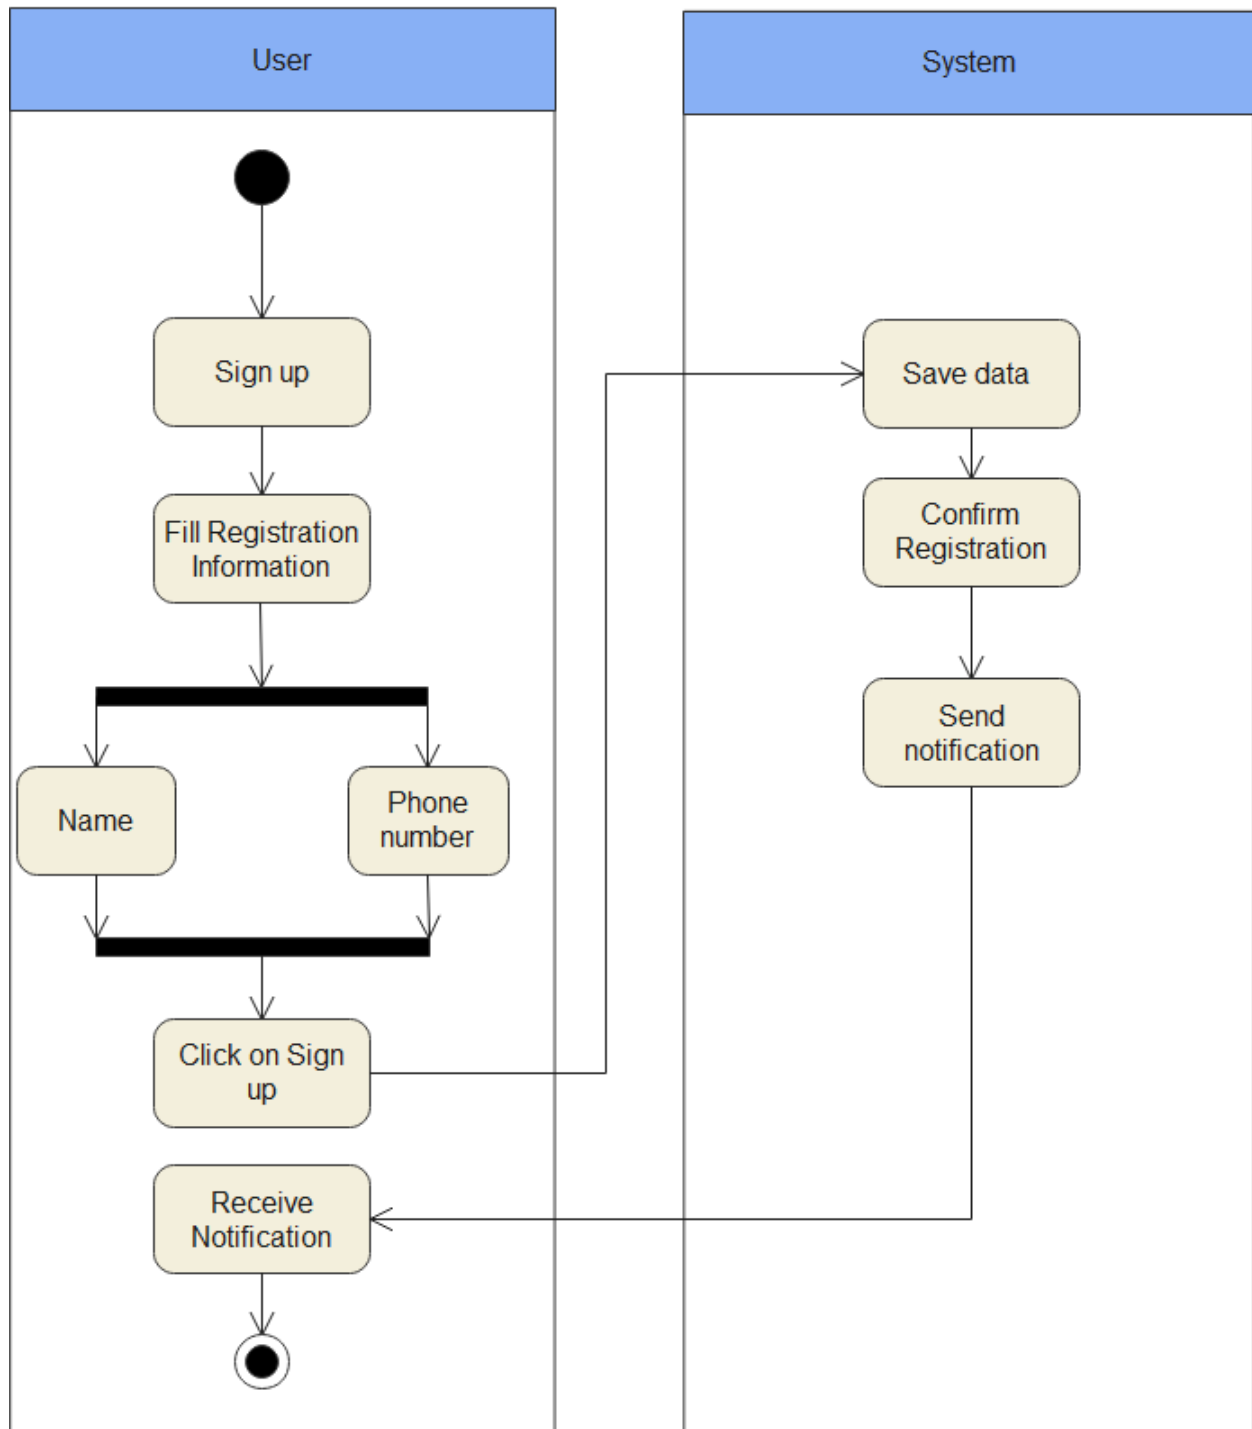 User
System
Sign up
Fill Registration
Information
Name
Phone
number
Click on Sign
up
Receive
Notification
Save data
Confirm
Registration
Send
notification